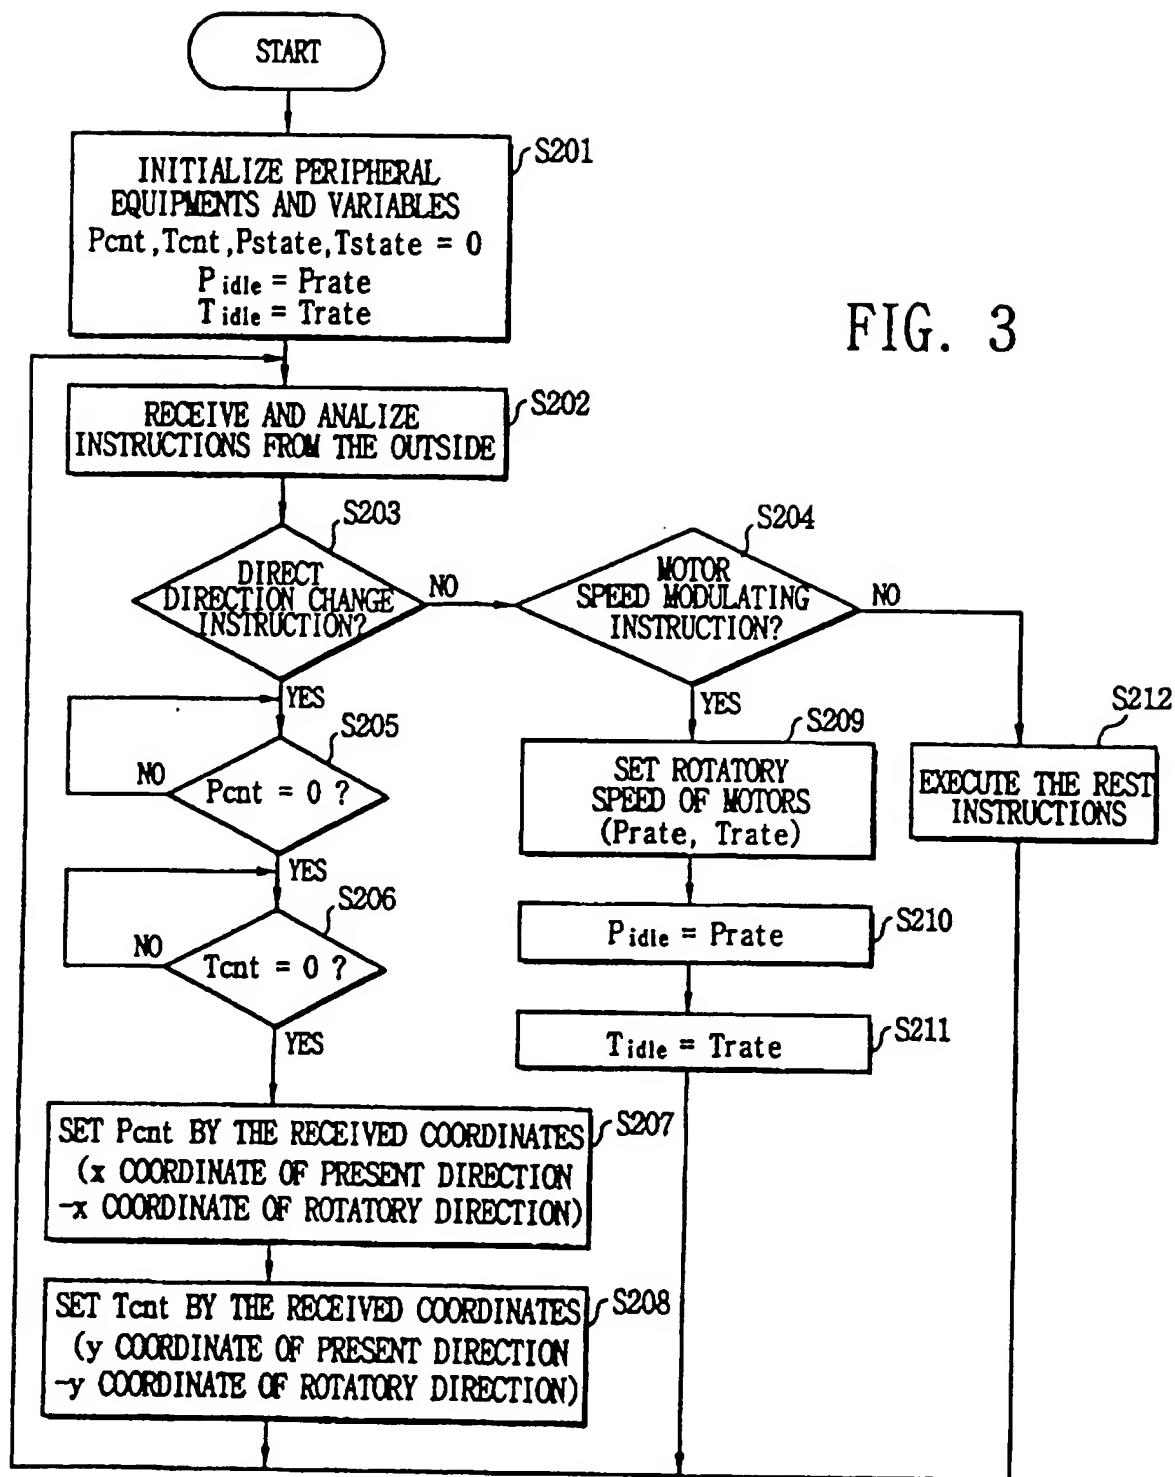 START
S201
INITIALIZE PERIPHERAL
EQUIPMENTS AND VARIABLES
Pcnt,Tcnt,Pstate,Tstate = 0
Pidle = Prate
Tidle = Trate
FIG. 3
S202
RECEIVE AND ANALIZE
INSTRUCTIONS FROM THE OUTSIDE
S203
DIRECT
DIRECTION CHANGE
INSTRUCTION?
NO
S204
MOTOR
SPEED MODULATING
INSTRUCTION?
NO
YES
S205
Pcnt = 0 ?
NO
YES
S206
Tcnt = 0 ?
NO
YES
YES
S209
SET ROTATORY
SPEED OF MOTORS
(Prate, Trate)
S212
EXECUTE THE REST
INSTRUCTIONS
S210
Pidle = Prate
S211
Tidle = Trate
S207
SET Pcnt BY THE RECEIVED COORDINATES
(x COORDINATE OF PRESENT DIRECTION
-x COORDINATE OF ROTATORY DIRECTION)
S208
SET Tcnt BY THE RECEIVED COORDINATES
(y COORDINATE OF PRESENT DIRECTION
-y COORDINATE OF ROTATORY DIRECTION)